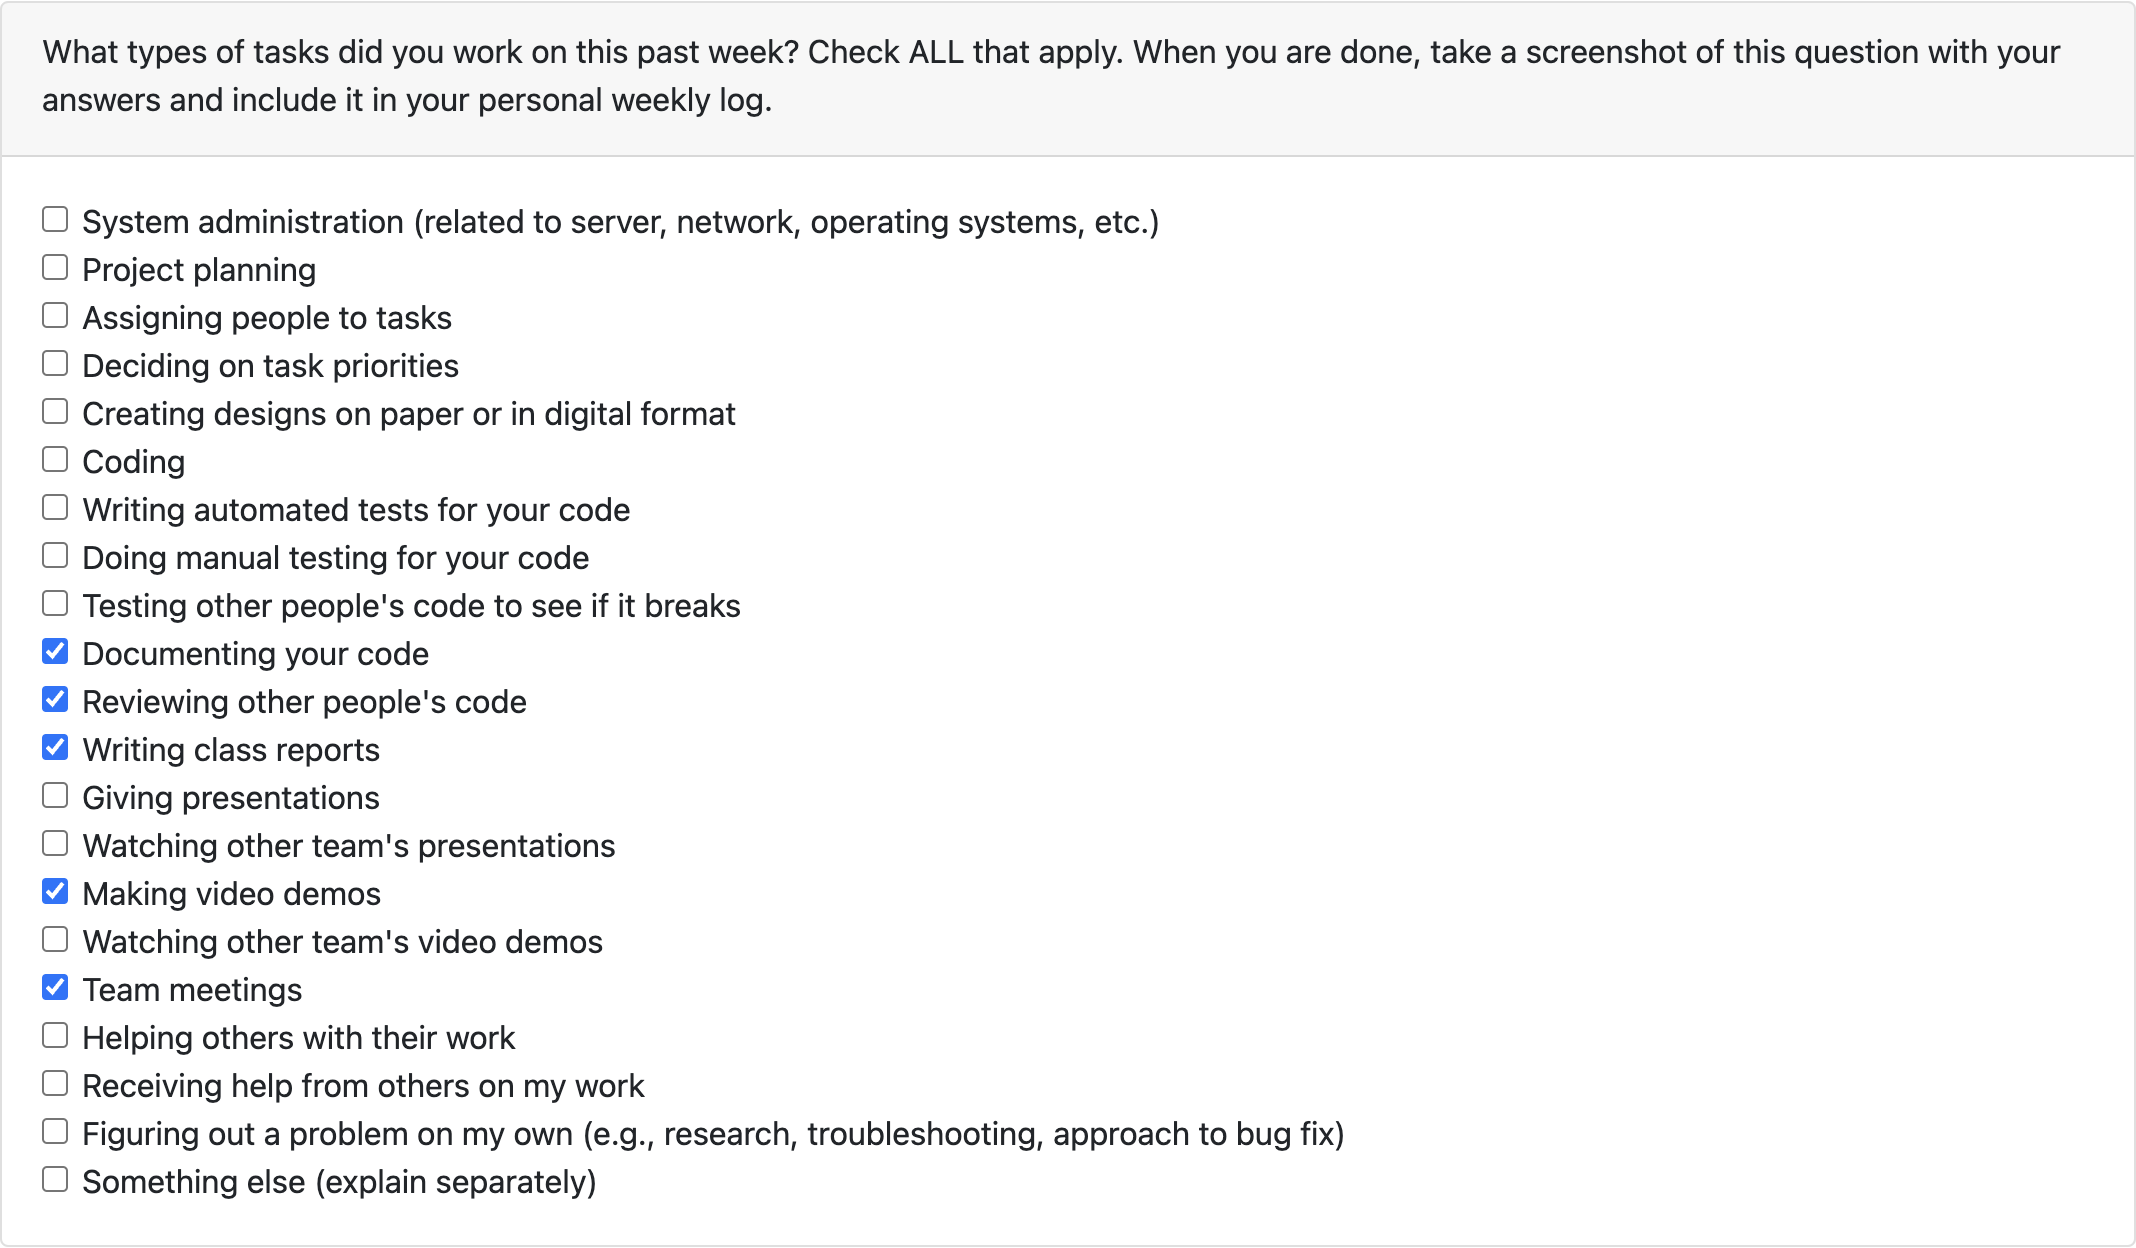 What types of tasks did you work on this past week? Check ALL that apply. When you are done, take a screenshot of this question with your
answers and include it in your personal weekly log.
System administration (related to server, network, operating systems, etc.)
Project planning
Assigning people to tasks
Deciding on task priorities
Creating designs on paper or in digital format
Coding
Writing automated tests for your code
Doing manual testing for your code
Testing other people's code to see if it breaks
Documenting your code
Reviewing other people's code
Writing class reports
Giving presentations
Watching other team's presentations
Making video demos
Watching other team's video demos
Team meetings
Helping others with their work
Receiving help from others on my work
Figuring out a problem on my own (e.g., research, troubleshooting, approach to bug fix)
Something else (explain separately)